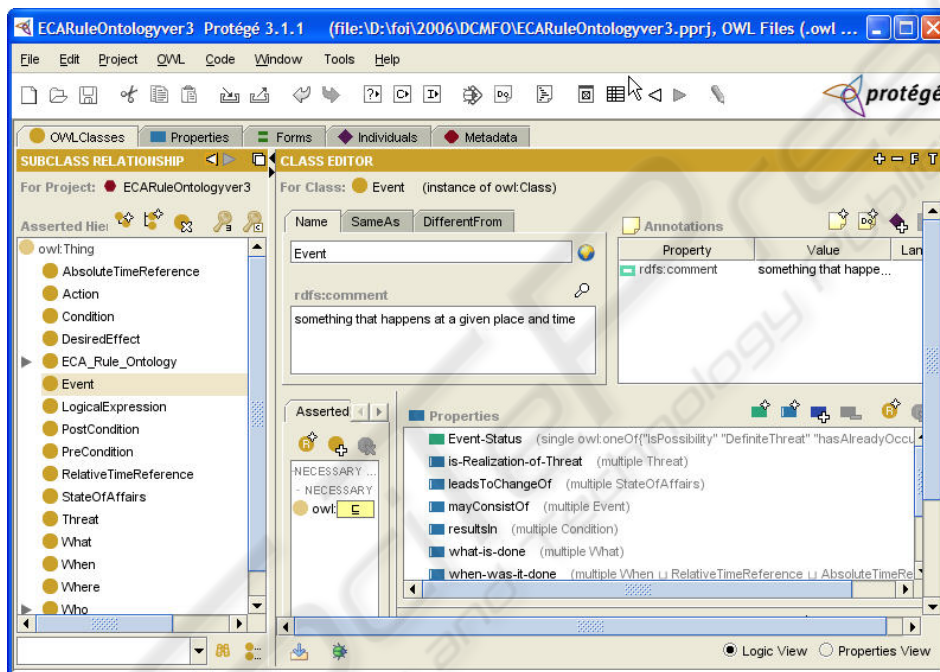 ECARuleOntologyver3 Protégé 3.1.1 (file:\D:\foi\2006\DCMFO\ECARuleOntologyver3.pprj, OWL Files (.owl ...
File Edit Project OWL Code Window Tools Help
protégé
OWLClasses Properties Forms Individuals Metadata
SUBCLASS RELATIONSHIP CLASS EDITOR
For Project: ECARuleOntologyver3 For Class: Event (instance of owl:Class)
Name SameAs DifferentFrom
Asserted Hie Annotations
Property Value Lan
Event
rdfs:comment something that happe...
rdfs:comment
something that happens at a given place and time
owl:Thing
AbsoluteTimeReference
Action
Condition
DesiredEffect
ECA_Rule_Ontology
Event
LogicalExpression
PostCondition
PreCondition
RelativeTimeReference
StateOfAffairs
Threat
What
When
Where
Who
Asserted
NECESSARY ...
- NECESSARY
owl: ⊑
Properties
Event-Status (single owl:oneOf{"IsPossibility" "DefiniteThreat" "hasAlreadyOccu
is-Realization-of-Threat (multiple Threat)
leadsToChangeOf (multiple StateOfAffairs)
mayConsistOf (multiple Event)
resultsIn (multiple Condition)
what-is-done (multiple What)
when-was-it-done (multiple When ⊔ RelativeTimeReference ⊔ AbsoluteTimeRe
Logic View Properties View